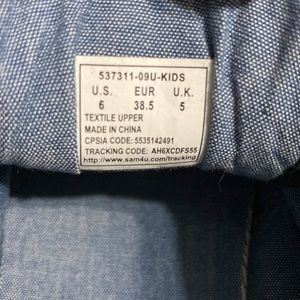 537311-09U-KIDS
U.S. EUR U.K.
6 38.5 5
TEXTILE UPPER
MADE IN CHINA
CPSIA CODE: 5535142491
TRACKING CODE: AH6XCDFS55
http://www.sam4u.com/tracking